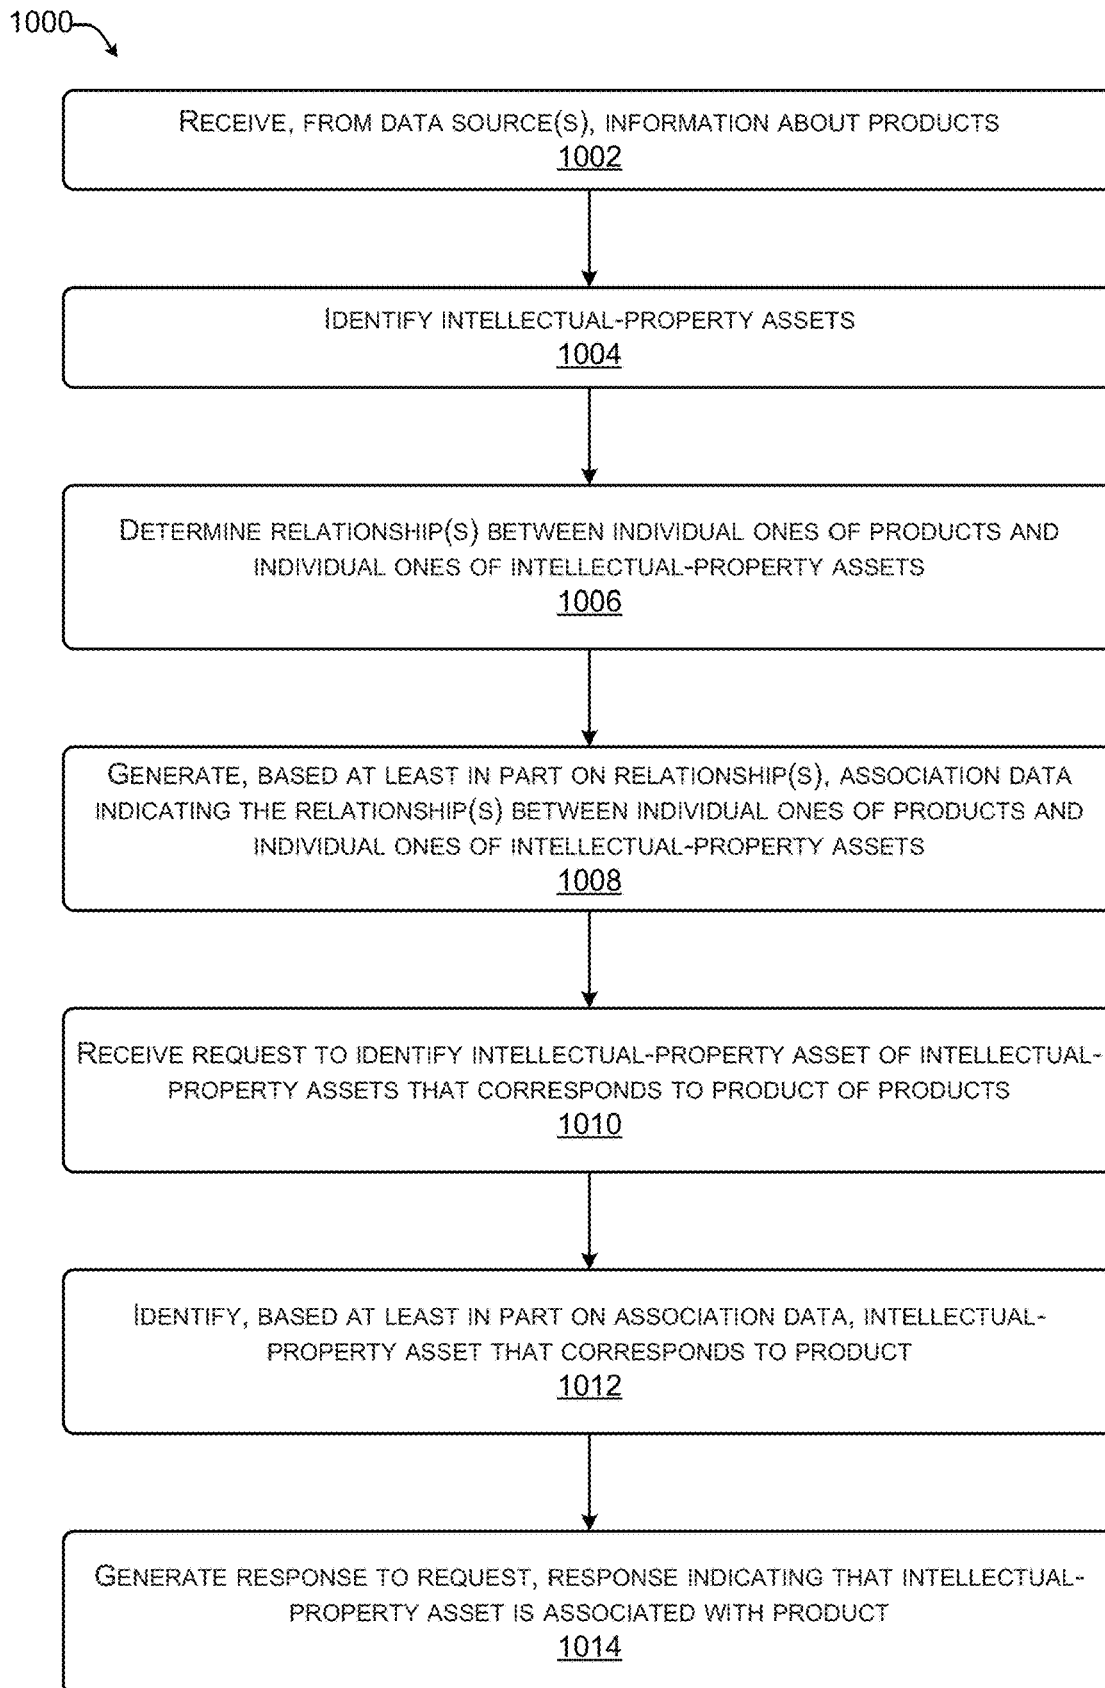 1000
RECEIVE, FROM DATA SOURCE(S), INFORMATION ABOUT PRODUCTS
1002
IDENTIFY INTELLECTUAL-PROPERTY ASSETS
1004
DETERMINE RELATIONSHIP(S) BETWEEN INDIVIDUAL ONES OF PRODUCTS AND
INDIVIDUAL ONES OF INTELLECTUAL-PROPERTY ASSETS
1006
GENERATE, BASED AT LEAST IN PART ON RELATIONSHIP(S), ASSOCIATION DATA
INDICATING THE RELATIONSHIP(S) BETWEEN INDIVIDUAL ONES OF PRODUCTS AND
INDIVIDUAL ONES OF INTELLECTUAL-PROPERTY ASSETS
1008
RECEIVE REQUEST TO IDENTIFY INTELLECTUAL-PROPERTY ASSET OF INTELLECTUAL-
PROPERTY ASSETS THAT CORRESPONDS TO PRODUCT OF PRODUCTS
1010
IDENTIFY, BASED AT LEAST IN PART ON ASSOCIATION DATA, INTELLECTUAL-
PROPERTY ASSET THAT CORRESPONDS TO PRODUCT
1012
GENERATE RESPONSE TO REQUEST, RESPONSE INDICATING THAT INTELLECTUAL-
PROPERTY ASSET IS ASSOCIATED WITH PRODUCT
1014